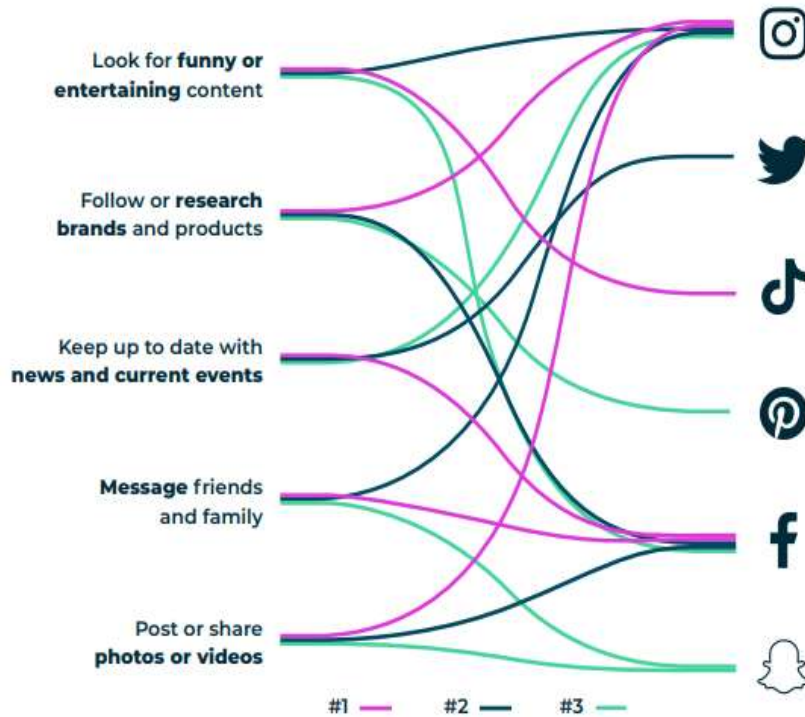 Look for funny or
entertaining content
Follow or research
brands and products
Keep up to date with
news and current events
Message friends
and family
Post or share
photos or videos
#1 #2 #3